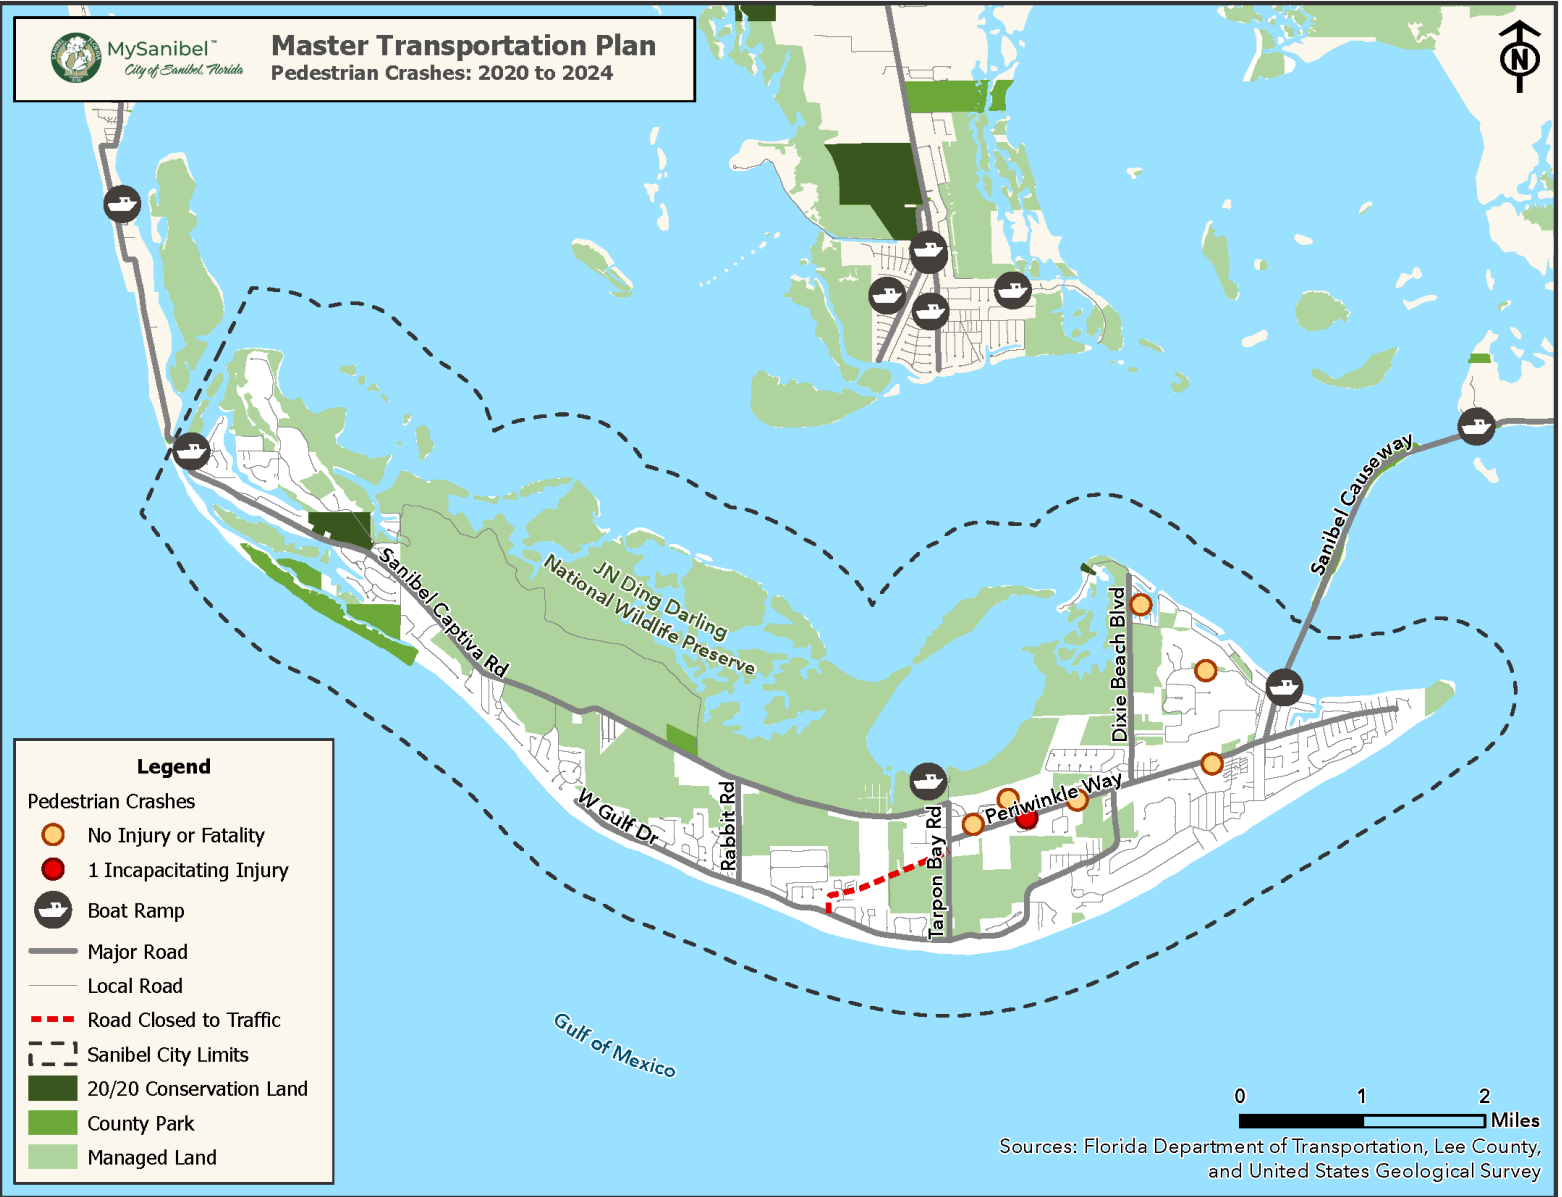 MySanibel™
City of Sanibel, Florida
Master Transportation Plan
Pedestrian Crashes: 2020 to 2024
N
Sanibel Causeway
JN Ding Darling
National Wildlife Preserve
Sanibel Captiva Rd
Dixie Beach Blvd
Periwinkle Way
W Gulf Dr
Rabbit Rd
Tarpon Bay Rd
Gulf of Mexico
Legend
Pedestrian Crashes
No Injury or Fatality
1 Incapacitating Injury
Boat Ramp
Major Road
Local Road
Road Closed to Traffic
Sanibel City Limits
20/20 Conservation Land
County Park
Managed Land
0 1 2
Miles
Sources: Florida Department of Transportation, Lee County,
and United States Geological Survey